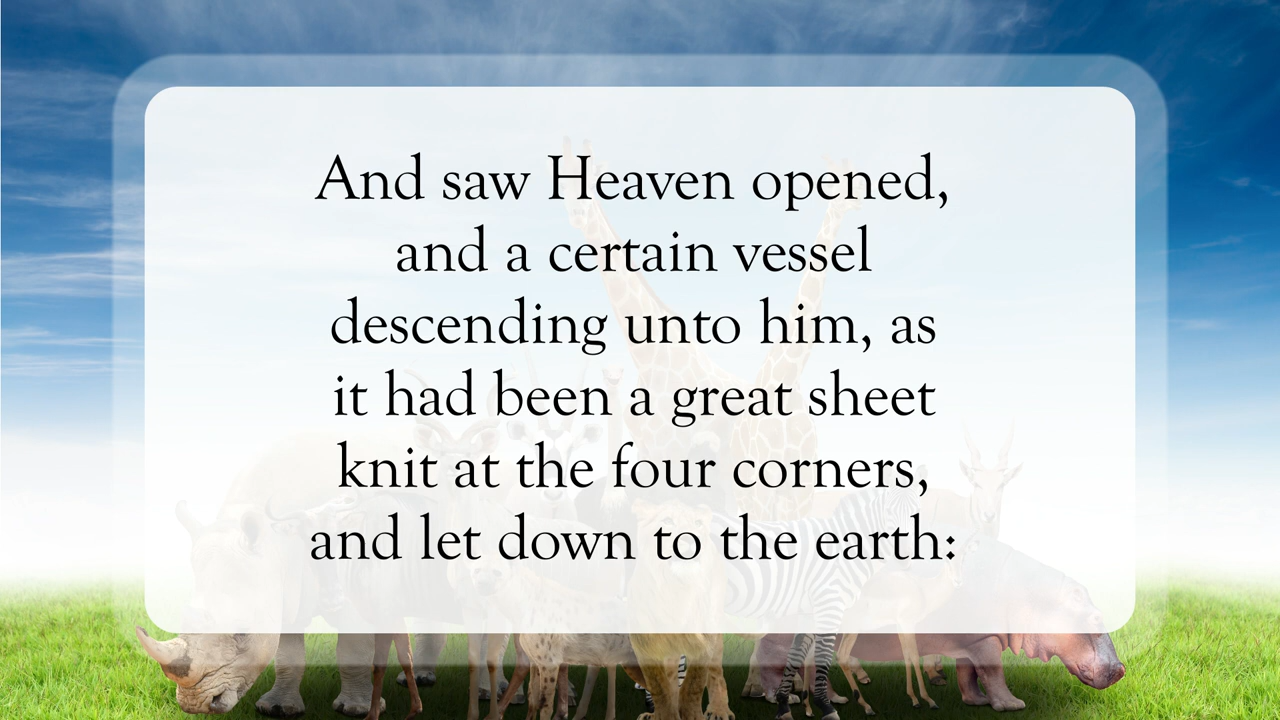 And saw Heaven opened,
and a certain vessel
descending unto him, as
it had been a great sheet
knit at the four corners,
and let down to the earth: